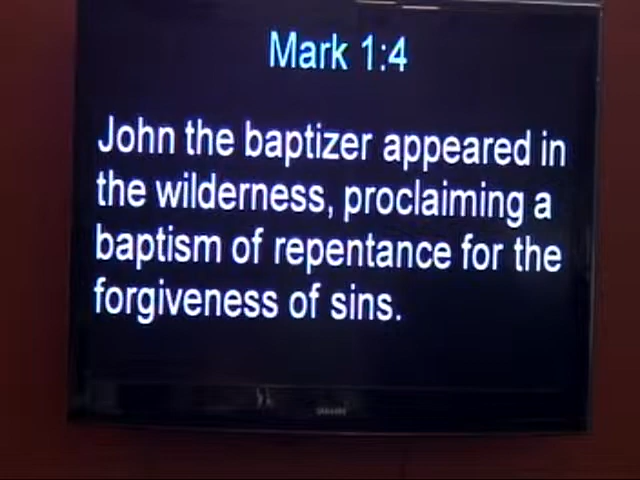 Mark 1:4
John the baptizer appeared in
the wilderness, proclaiming a
baptism of repentance for the
forgiveness of sins.